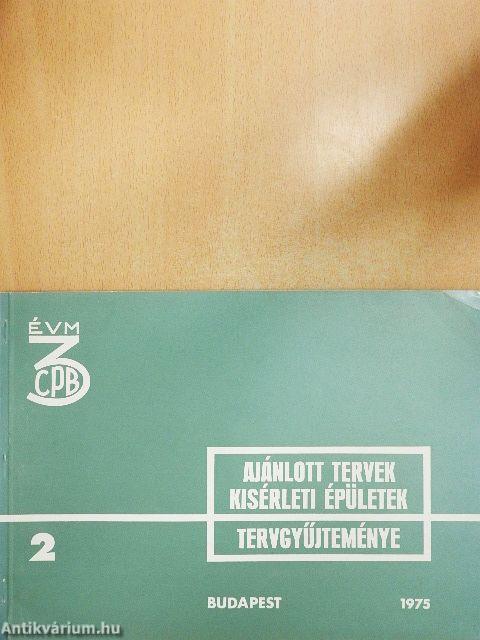 ÉVM
3
CPB
AJÁNLOTT TERVEK
KISÉRLETI ÉPÜLETEK
TERVGYŰJTEMÉNYE
2
BUDAPEST 1975
Antikvárium.hu